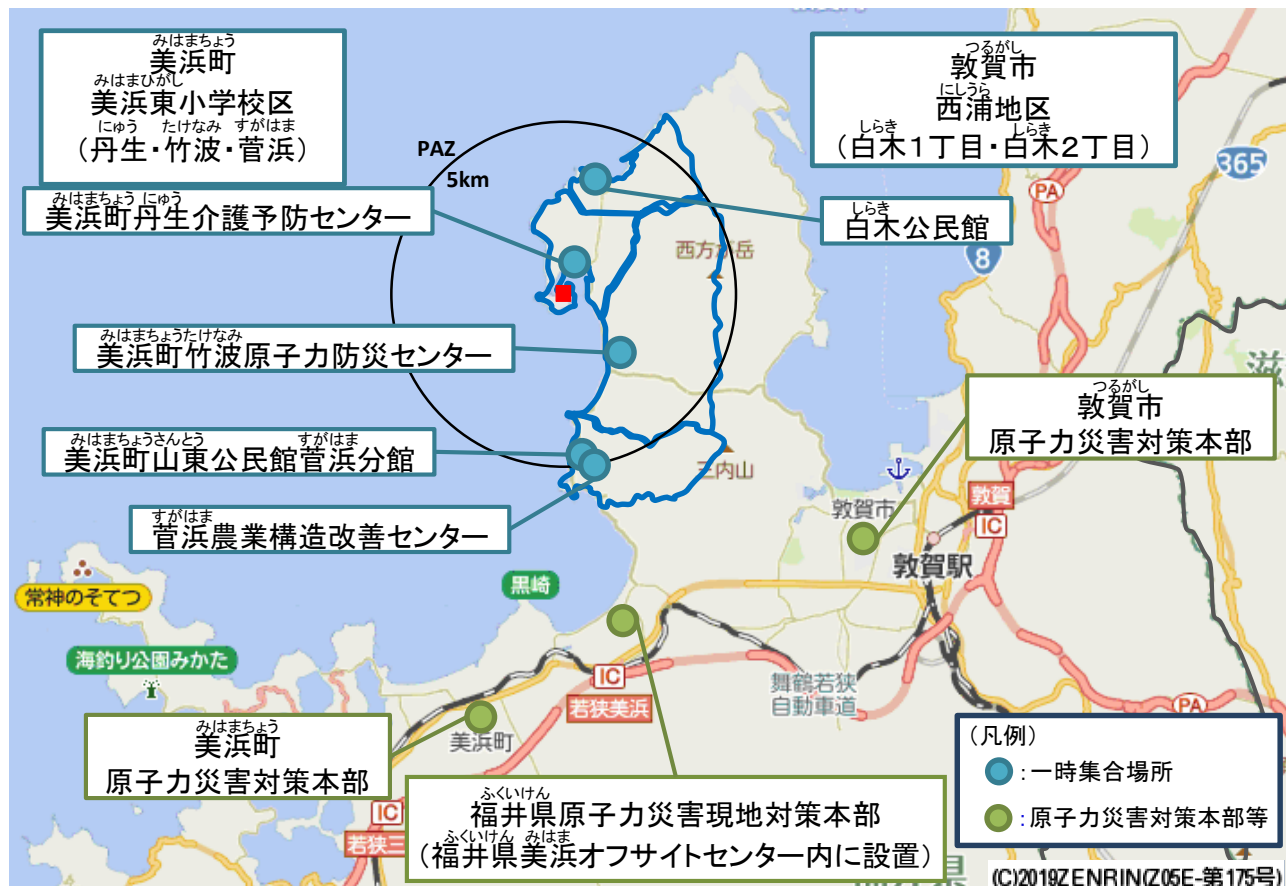 みはまちょう
美浜町
みはまひがし
美浜東小学校区
にゅう たけなみ すがはま
（丹生・竹波・菅浜）
つるがし
敦賀市
にしうら
西浦地区
しらき しらき
（白木１丁目・白木２丁目）
PAZ
5km
365
PA
みはまちょう にゅう
美浜町丹生介護予防センター
しらき
白木公民館
西方が岳
8
みはまちょうたけなみ
美浜町竹波原子力防災センター
滋
つるがし
敦賀市
原子力災害対策本部
みはまちょうさんとう すがはま
美浜町山東公民館菅浜分館
三内山
敦賀市
敦賀
IC
すがはま
菅浜農業構造改善センター
敦賀駅
黒崎
常神のそてつ
海釣り公園みかた
IC
若狭美浜
舞鶴若狭
自動車道
PA
みはまちょう
美浜町
原子力災害対策本部
美浜町
（凡例）
：一時集合場所
：原子力災害対策本部等
ふくいけん
福井県原子力災害現地対策本部
ふくいけん みはま
（福井県美浜オフサイトセンター内に設置）
IC
若狭三
県
(C)2019ZENRIN(Z05E-第175号)